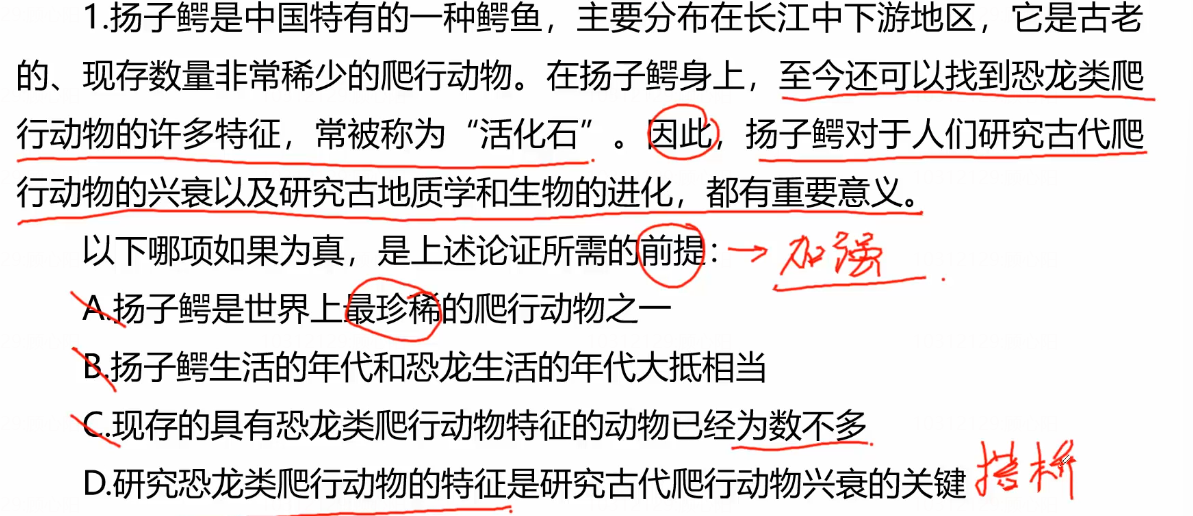 1.扬子鳄是中国特有的一种鳄鱼，主要分布在长江中下游地区，它是古老
的、现存数量非常稀少的爬行动物。在扬子鳄身上，至今还可以找到恐龙类爬
行动物的许多特征，常被称为“活化石”。因此，扬子鳄对于人们研究古代爬
行动物的兴衰以及研究古地质学和生物的进化，都有重要意义。
以下哪项如果为真，是上述论证所需的前提：→加强
A.扬子鳄是世界上最珍稀的爬行动物之一
B.扬子鳄生活的年代和恐龙生活的年代大抵相当
C.现存的具有恐龙类爬行动物特征的动物已经为数不多
D.研究恐龙类爬行动物的特征是研究古代爬行动物兴衰的关键 搭桥